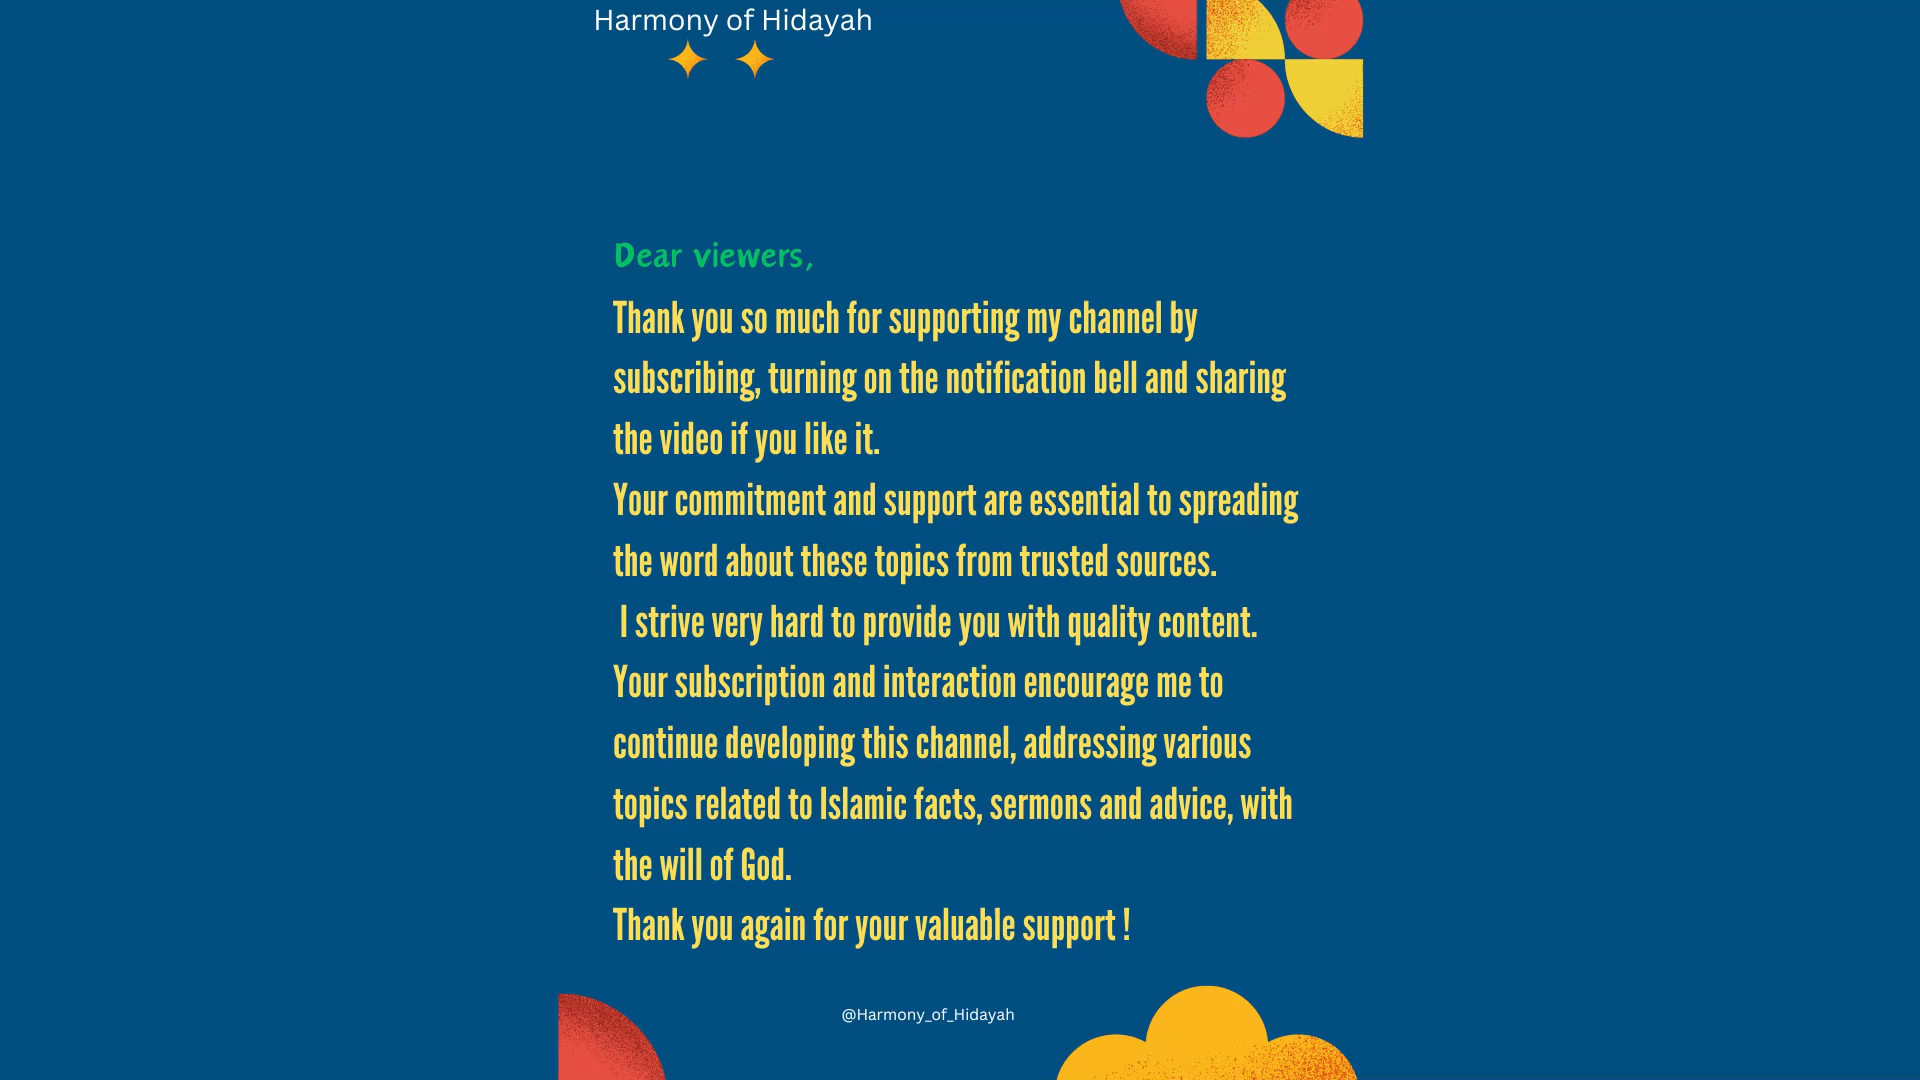 Harmony of Hidayah
Dear viewers,
Thank you so much for supporting my channel by
subscribing, turning on the notification bell and sharing
the video if you like it.
Your commitment and support are essential to spreading
the word about these topics from trusted sources.
I strive very hard to provide you with quality content.
Your subscription and interaction encourage me to
continue developing this channel, addressing various
topics related to Islamic facts, sermons and advice, with
the will of God.
Thank you again for your valuable support !
@Harmony_of_Hidayah